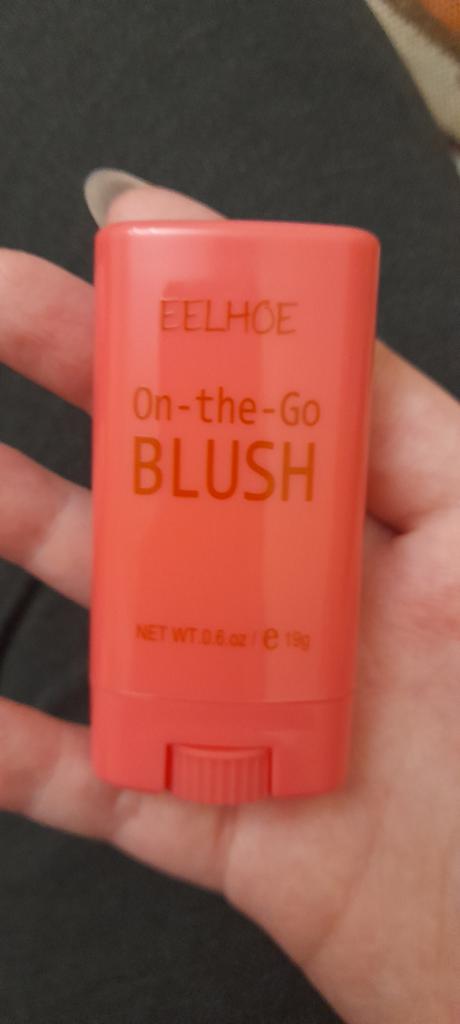 EELHOE
On-the-Go
BLUSH
NET WT.0.6.oz / ℮ 19g